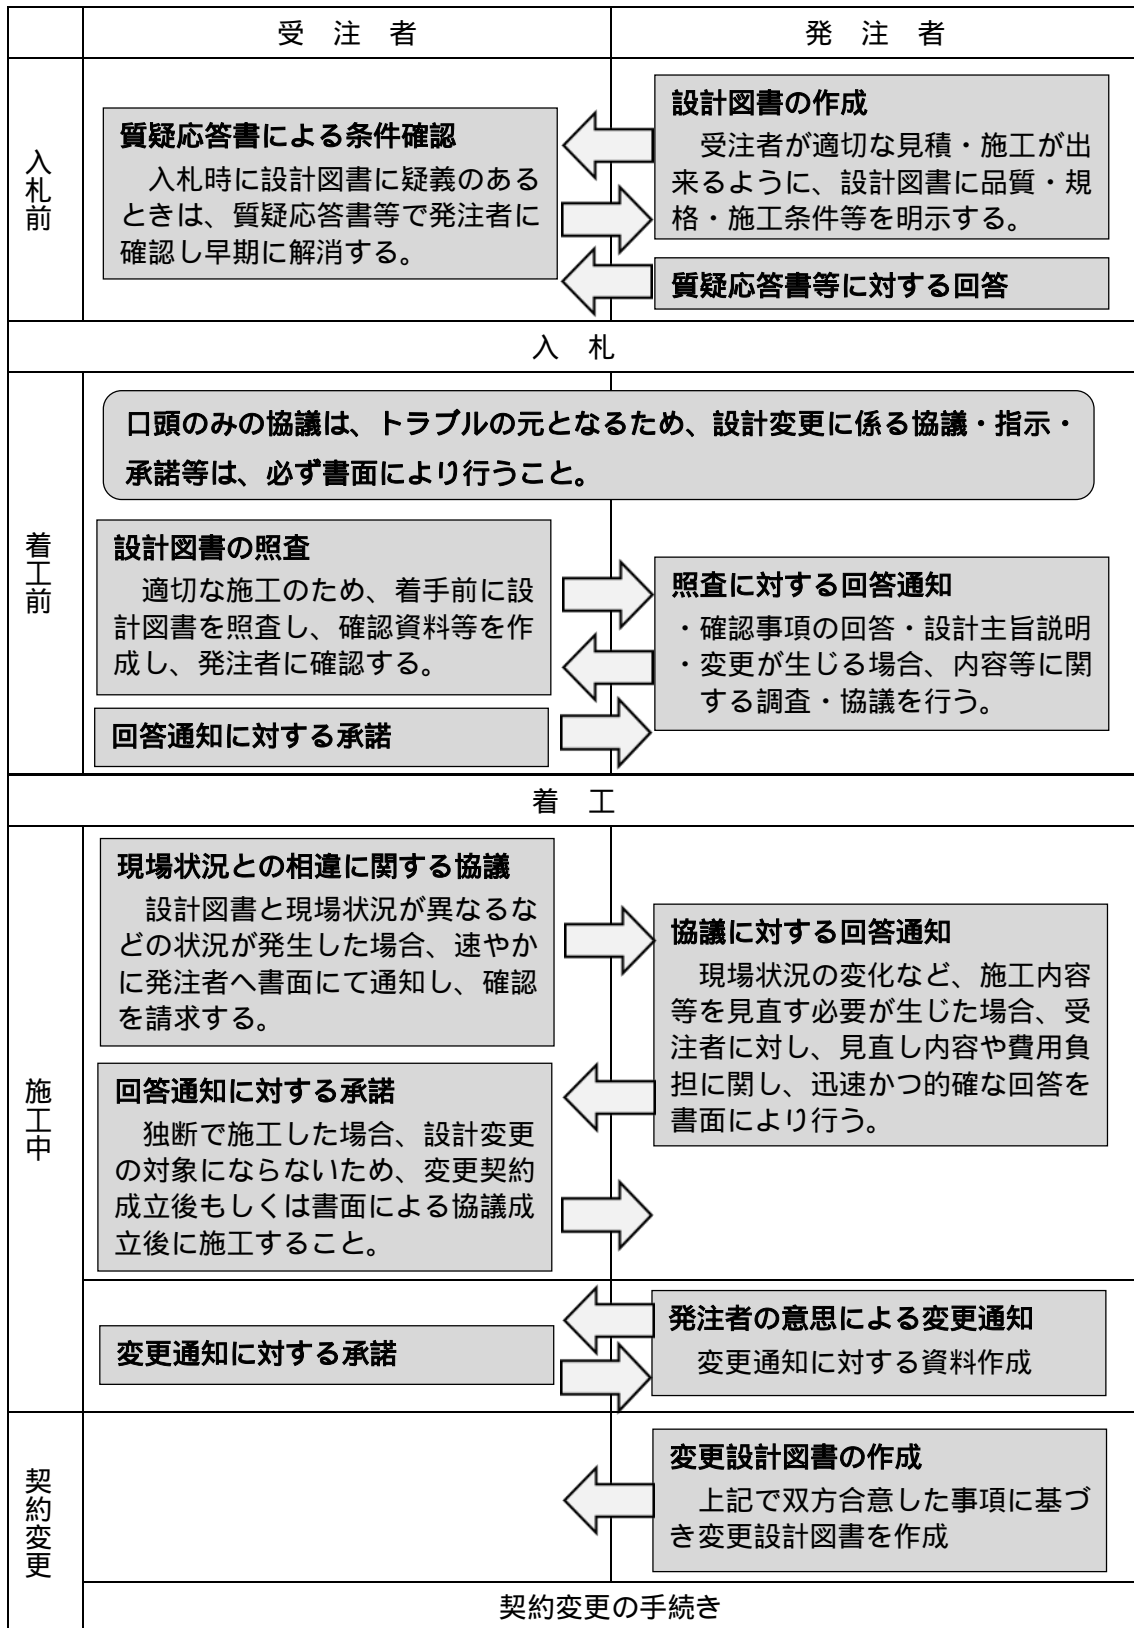 受 注 者
発 注 者
入札前
質疑応答書による条件確認
入札時に設計図書に疑義のある
ときは、質疑応答書等で発注者に
確認し早期に解消する。
設計図書の作成
受注者が適切な見積・施工が出
来るように、設計図書に品質・規
格・施工条件等を明示する。
質疑応答書等に対する回答
入 札
着工前
口頭のみの協議は、トラブルの元となるため、設計変更に係る協議・指示・
承諾等は、必ず書面により行うこと。
設計図書の照査
適切な施工のため、着手前に設
計図書を照査し、確認資料等を作
成し、発注者に確認する。
照査に対する回答通知
・確認事項の回答・設計主旨説明
・変更が生じる場合、内容等に関
する調査・協議を行う。
回答通知に対する承諾
着 工
施工中
現場状況との相違に関する協議
設計図書と現場状況が異なるな
どの状況が発生した場合、速やか
に発注者へ書面にて通知し、確認
を請求する。
協議に対する回答通知
現場状況の変化など、施工内容
等を見直す必要が生じた場合、受
注者に対し、見直し内容や費用負
担に関し、迅速かつ的確な回答を
書面により行う。
回答通知に対する承諾
独断で施工した場合、設計変更
の対象にならないため、変更契約
成立後もしくは書面による協議成
立後に施工すること。
発注者の意思による変更通知
変更通知に対する資料作成
変更通知に対する承諾
契約変更
変更設計図書の作成
上記で双方合意した事項に基づ
き変更設計図書を作成
契約変更の手続き